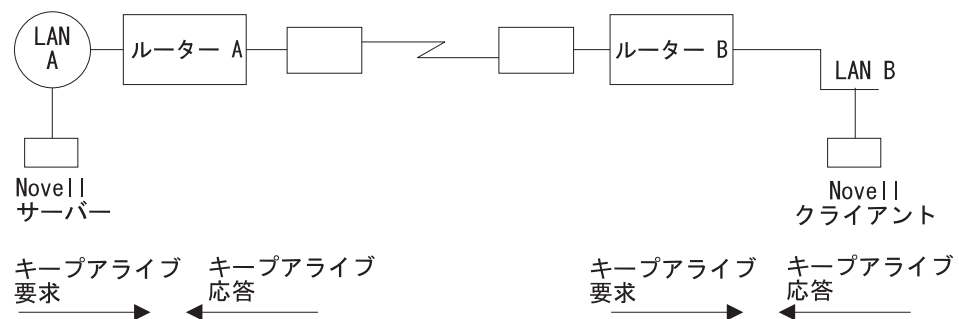 LAN
A
ルーター A
ルーター B
LAN B
Novell
サーバー
Novell
クライアント
キープアライブ
要求
キープアライブ
応答
キープアライブ
要求
キープアライブ
応答